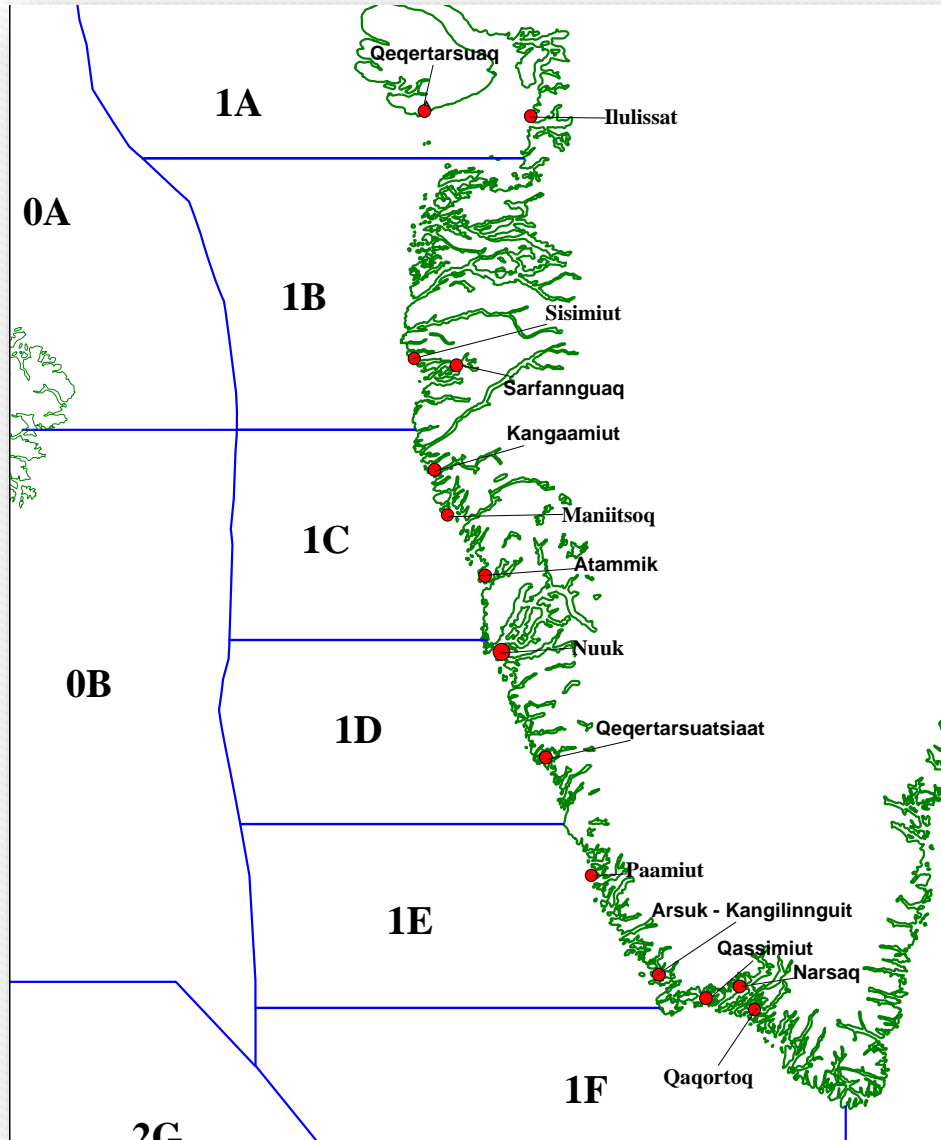 Qeqertarsuaq
1A
Ilulissat
0A
1B
Sisimiut
Sarfannguaq
Kangaamiut
Maniitsoq
1C
Atammik
Nuuk
0B
1D
Qeqertarsuatsiaat
Paamiut
1E
Arsuk - Kangilinnguit
Qassimiut
Narsaq
Qaqortoq
1F
2G